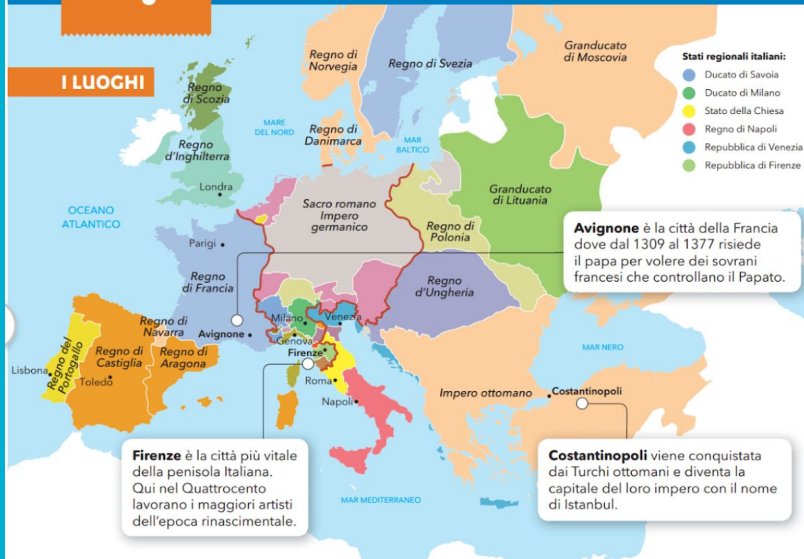 I LUOGHI
Regno di
Norvegia
Regno di Svezia
Granducato
di Moscovia
Stati regionali italiani:
Ducato di Savoia
Ducato di Milano
Stato della Chiesa
Regno di Napoli
Repubblica di Venezia
Repubblica di Firenze
Regno
di Scozia
MARE
DEL NORD
Regno di
Danimarca
MAR
BALTICO
Regno
d'Inghilterra
Londra
Granducato
di Lituania
OCEANO
ATLANTICO
Sacro romano
Impero
germanico
Regno di
Polonia
Avignone è la città della Francia
dove dal 1309 al 1377 risiede
il papa per volere dei sovrani
francesi che controllano il Papato.
Parigi
Regno
di Francia
Regno
d'Ungheria
Milano
Venezia
Regno di
Navarra
Avignone
Genova
Firenze
MAR NERO
Regno del
Portogallo
Regno di
Castiglia
Regno di
Aragona
Lisbona
Toledo
Roma
Napoli
Impero ottomano
Costantinopoli
Firenze è la città più vitale
della penisola Italiana.
Qui nel Quattrocento
lavorano i maggiori artisti
dell'epoca rinascimentale.
MAR MEDITERRANEO
Costantinopoli viene conquistata
dai Turchi ottomani e diventa la
capitale del loro impero con il nome
di Istanbul.